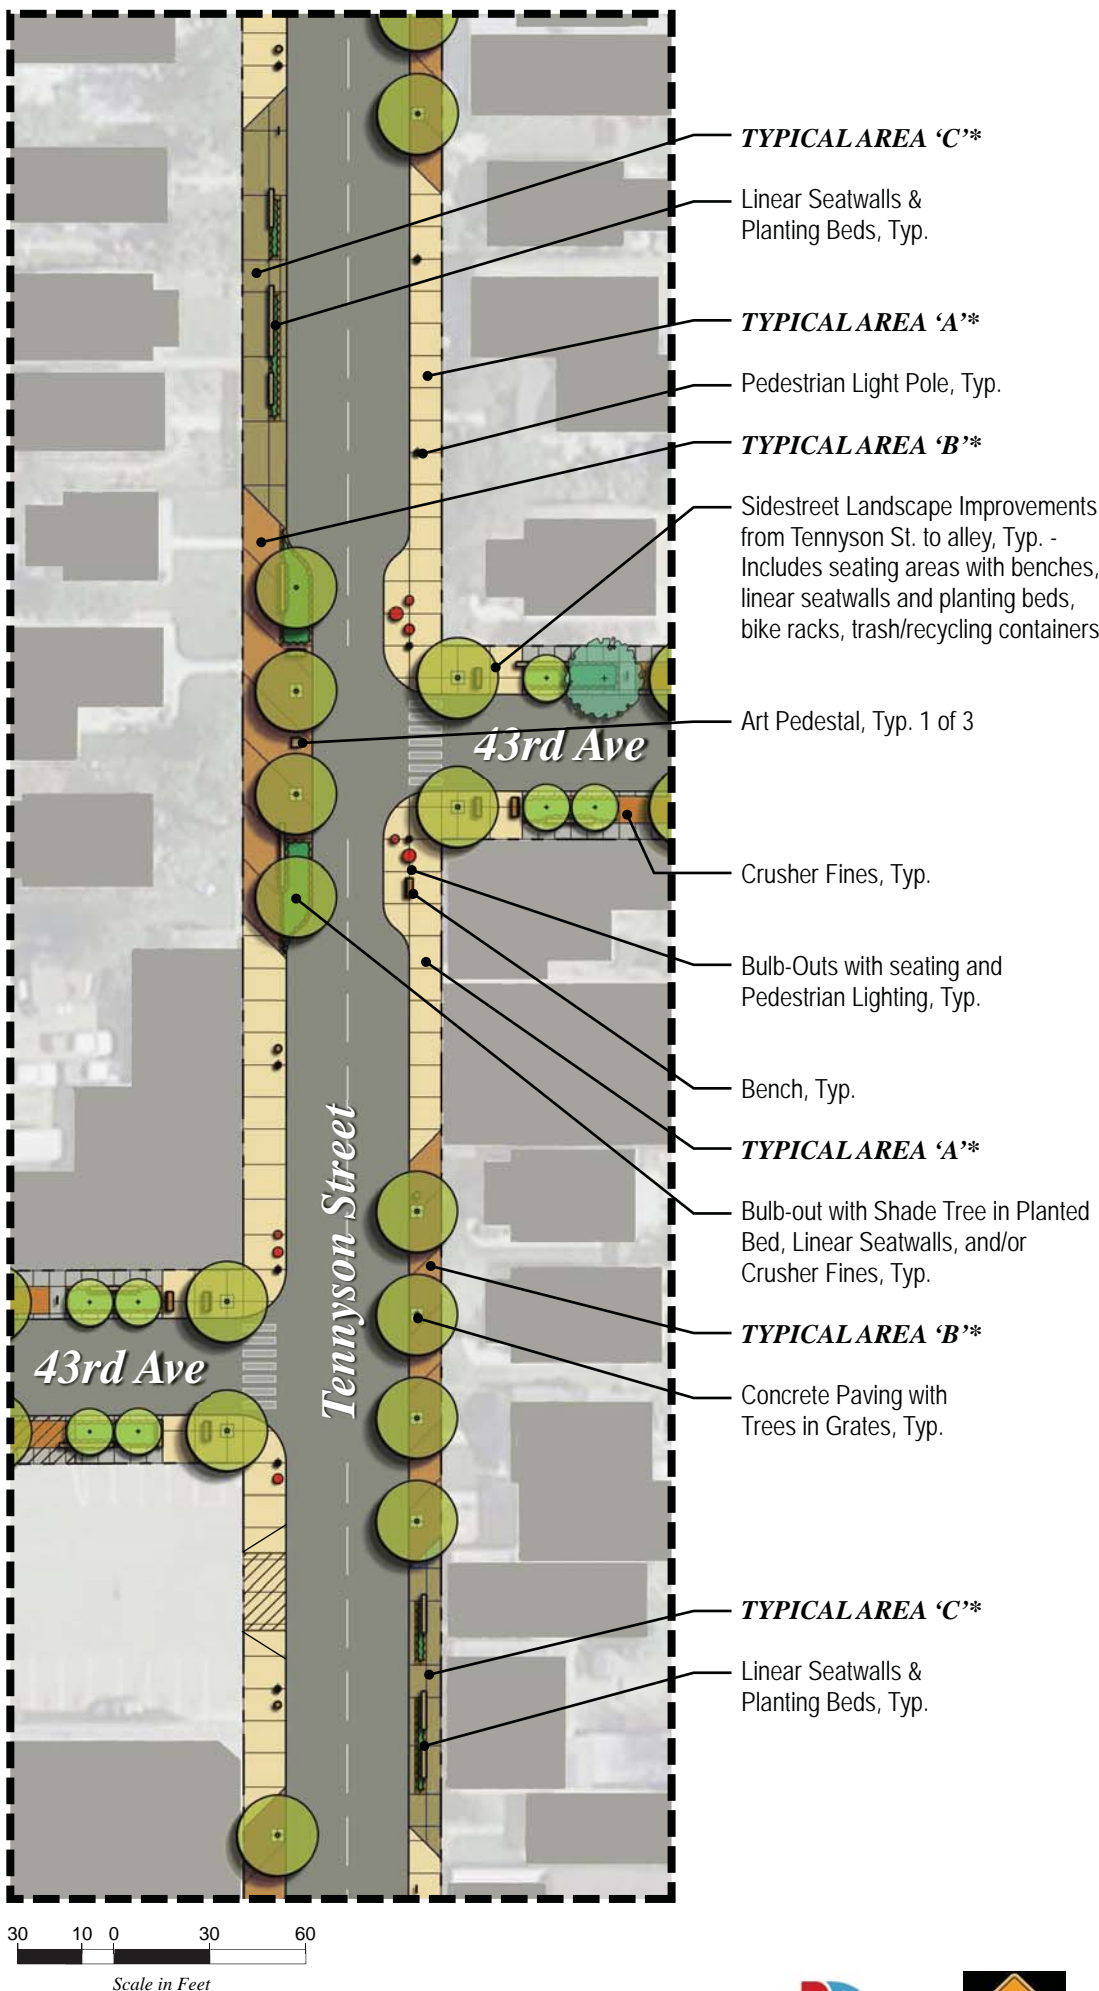 TYPICAL AREA ‘C’*
Linear Seatwalls &
Planting Beds, Typ.
TYPICAL AREA ‘A’*
Pedestrian Light Pole, Typ.
TYPICAL AREA ‘B’*
Sidestreet Landscape Improvements
from Tennyson St. to alley, Typ. -
Includes seating areas with benches,
linear seatwalls and planting beds,
bike racks, trash/recycling containers
Art Pedestal, Typ. 1 of 3
43rd Ave
Crusher Fines, Typ.
Bulb-Outs with seating and
Pedestrian Lighting, Typ.
Bench, Typ.
Tennyson Street
TYPICAL AREA ‘A’*
Bulb-out with Shade Tree in Planted
Bed, Linear Seatwalls, and/or
Crusher Fines, Typ.
TYPICAL AREA ‘B’*
43rd Ave
Concrete Paving with
Trees in Grates, Typ.
TYPICAL AREA ‘C’*
Linear Seatwalls &
Planting Beds, Typ.
30 10 0 30 60
Scale in Feet